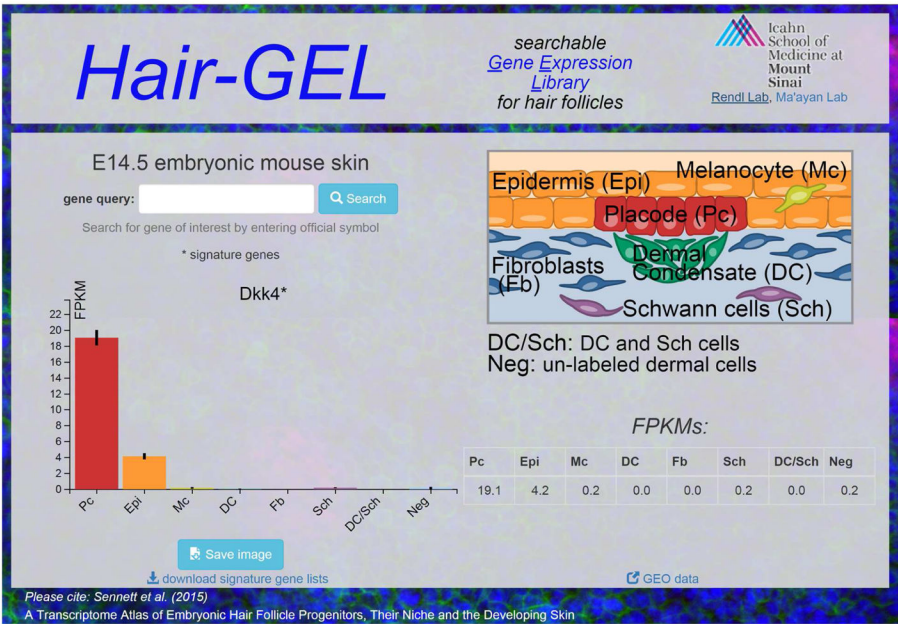 Hair-GEL
searchable
Gene Expression
Library
for hair follicles
Icahn
School of
Medicine at
Mount
Sinai
Rendl Lab, Ma'ayan Lab
E14.5 embryonic mouse skin
gene query:
Search
Search for gene of interest by entering official symbol
* signature genes
Dkk4*
FPKM
22
20
18
16
14
12
10
8
6
4
2
0
Pc Epi Mc DC Fb Sch DC/Sch Neg
Save image
download signature gene lists
Epidermis (Epi)
Melanocyte (Mc)
Placode (Pc)
Fibroblasts
(Fb)
Dermal
Condensate (DC)
Schwann cells (Sch)
DC/Sch: DC and Sch cells
Neg: un-labeled dermal cells
FPKMs:
Pc Epi Mc DC Fb Sch DC/Sch Neg
19.1 4.2 0.2 0.0 0.0 0.2 0.0 0.2
GEO data
Please cite: Sennett et al. (2015)
A Transcriptome Atlas of Embryonic Hair Follicle Progenitors, Their Niche and the Developing Skin